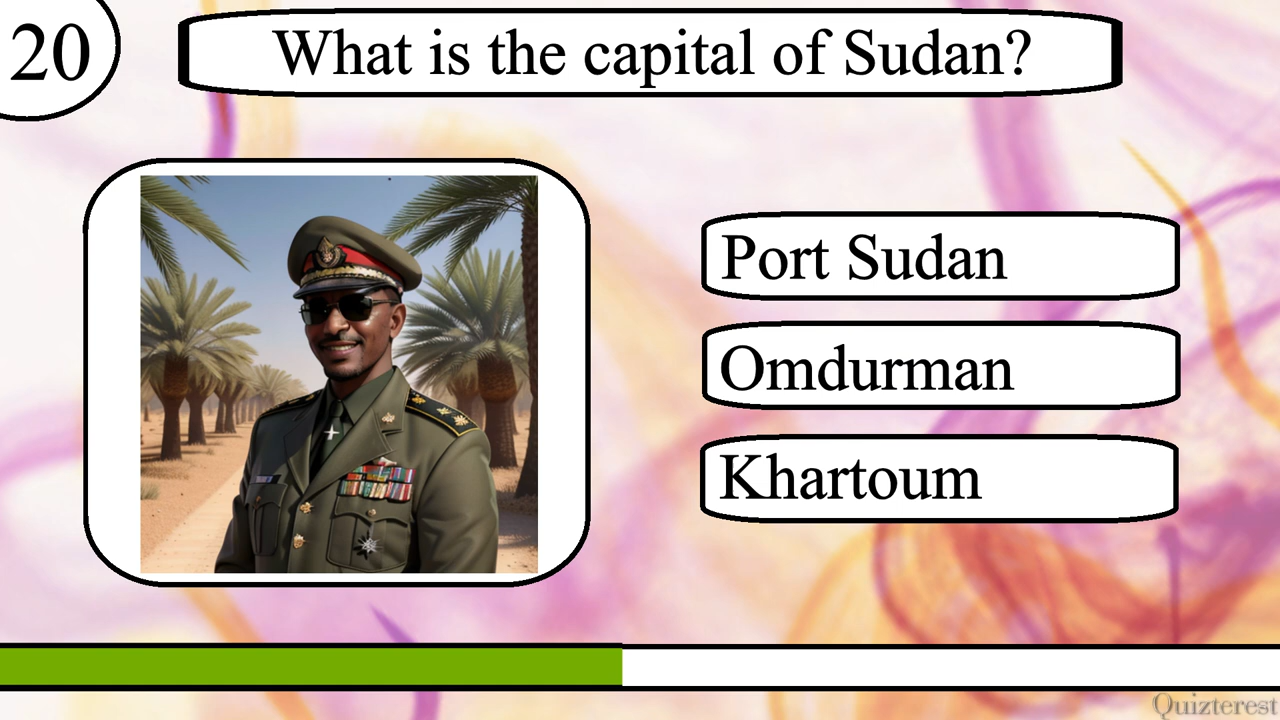 20
What is the capital of Sudan?
Port Sudan
Omdurman
Khartoum
Quizterest